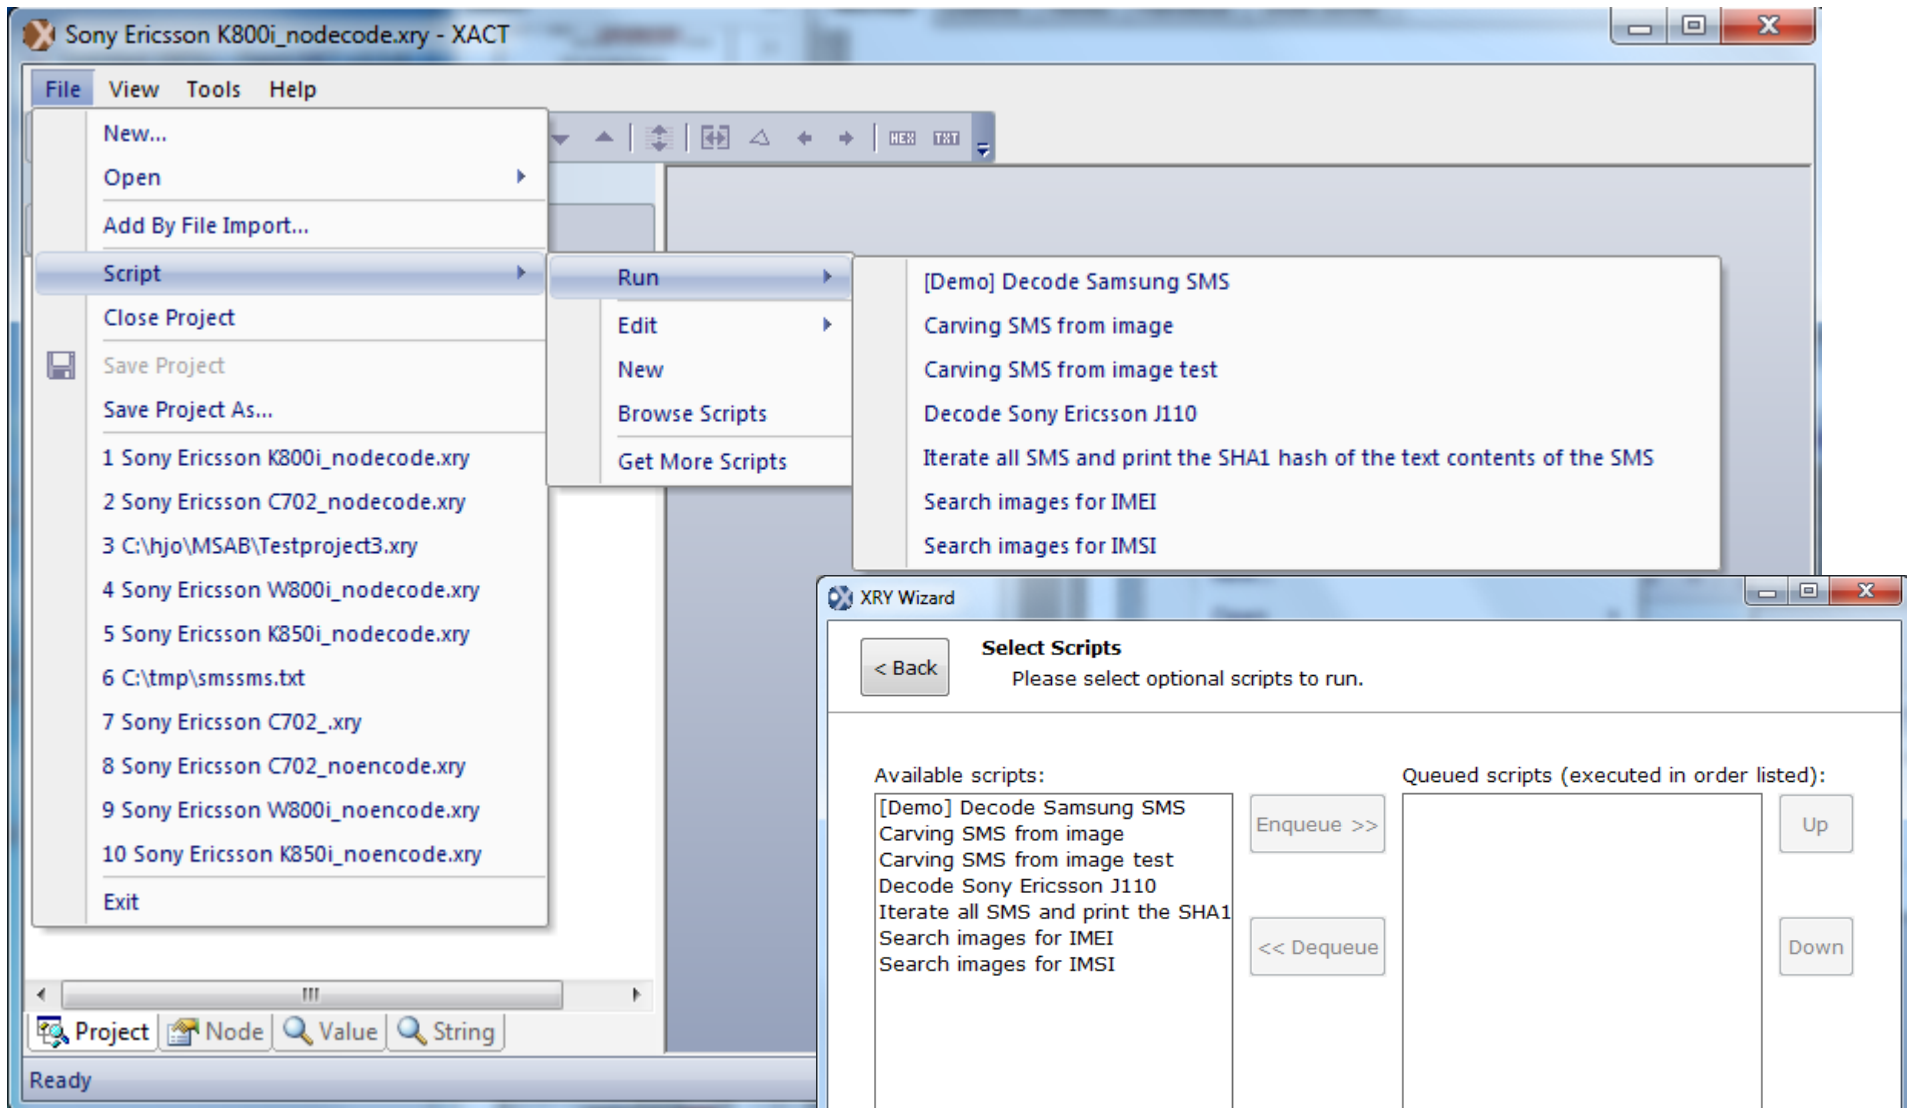 Sony Ericsson K800i_nodecode.xry - XACT
File View Tools Help
HEX TXT
New...
Open
Add By File Import...
Script
Close Project
Save Project
Save Project As...
1 Sony Ericsson K800i_nodecode.xry
2 Sony Ericsson C702_nodecode.xry
3 C:\hjo\MSAB\Testproject3.xry
4 Sony Ericsson W800i_nodecode.xry
5 Sony Ericsson K850i_nodecode.xry
6 C:\tmp\smssms.txt
7 Sony Ericsson C702_.xry
8 Sony Ericsson C702_noencode.xry
9 Sony Ericsson W800i_noencode.xry
10 Sony Ericsson K850i_noencode.xry
Exit
Run
Edit
New
Browse Scripts
Get More Scripts
[Demo] Decode Samsung SMS
Carving SMS from image
Carving SMS from image test
Decode Sony Ericsson J110
Iterate all SMS and print the SHA1 hash of the text contents of the SMS
Search images for IMEI
Search images for IMSI
Project Node Value String
Ready
XRY Wizard
< Back
Select Scripts
Please select optional scripts to run.
Available scripts:
[Demo] Decode Samsung SMS
Carving SMS from image
Carving SMS from image test
Decode Sony Ericsson J110
Iterate all SMS and print the SHA1
Search images for IMEI
Search images for IMSI
Enqueue >>
<< Dequeue
Queued scripts (executed in order listed):
Up
Down